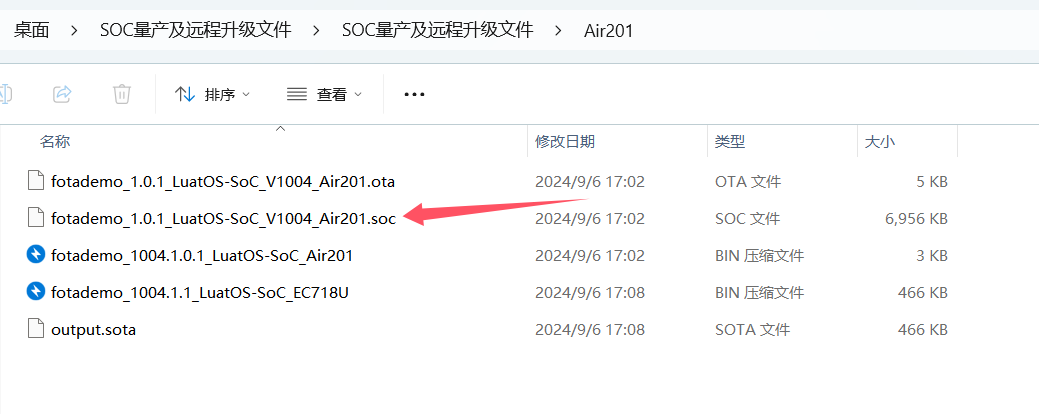 桌面 > SOC量产及远程升级文件 > SOC量产及远程升级文件 > Air201
排序 查看
名称 修改日期 类型 大小
fotademo_1.0.1_LuatOS-SoC_V1004_Air201.ota 2024/9/6 17:02 OTA 文件 5 KB
fotademo_1.0.1_LuatOS-SoC_V1004_Air201.soc 2024/9/6 17:02 SOC 文件 6,956 KB
fotademo_1004.1.0.1_LuatOS-SoC_Air201 2024/9/6 17:02 BIN 压缩文件 3 KB
fotademo_1004.1.1_LuatOS-SoC_EC718U 2024/9/6 17:08 BIN 压缩文件 466 KB
output.sota 2024/9/6 17:08 SOTA 文件 466 KB